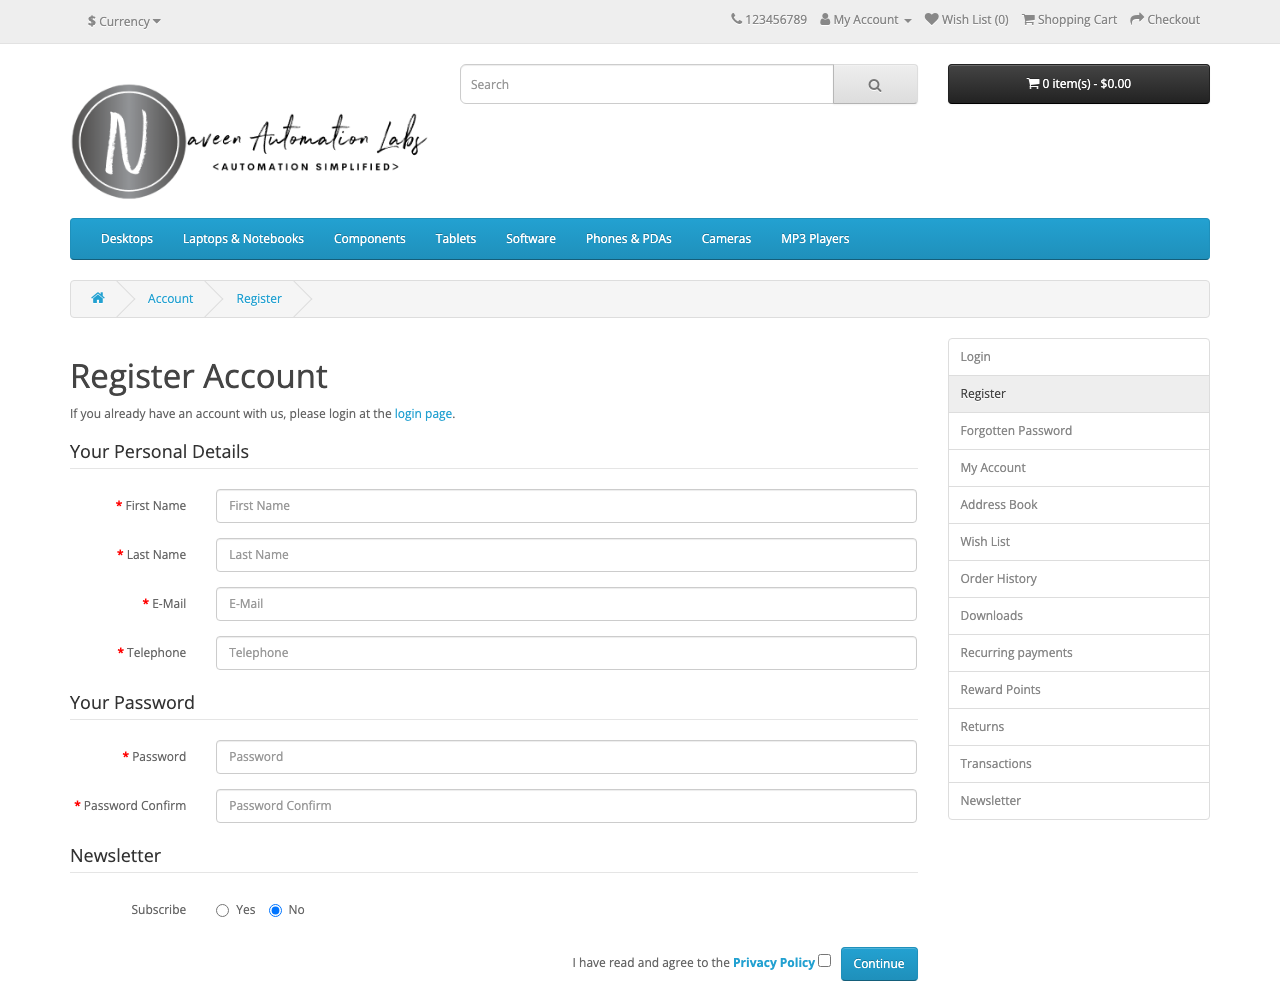 $ Currency
123456789 My Account Wish List (0) Shopping Cart Checkout
Search
0 item(s) - $0.00
N
aveen Automation Labs
<AUTOMATION SIMPLIFIED>
Desktops Laptops & Notebooks Components Tablets Software Phones & PDAs Cameras MP3 Players
Account Register
Register Account
If you already have an account with us, please login at the login page.
Your Personal Details
* First Name First Name
* Last Name Last Name
* E-Mail E-Mail
* Telephone Telephone
Your Password
* Password Password
* Password Confirm Password Confirm
Newsletter
Subscribe Yes No
I have read and agree to the Privacy Policy Continue
Login
Register
Forgotten Password
My Account
Address Book
Wish List
Order History
Downloads
Recurring payments
Reward Points
Returns
Transactions
Newsletter